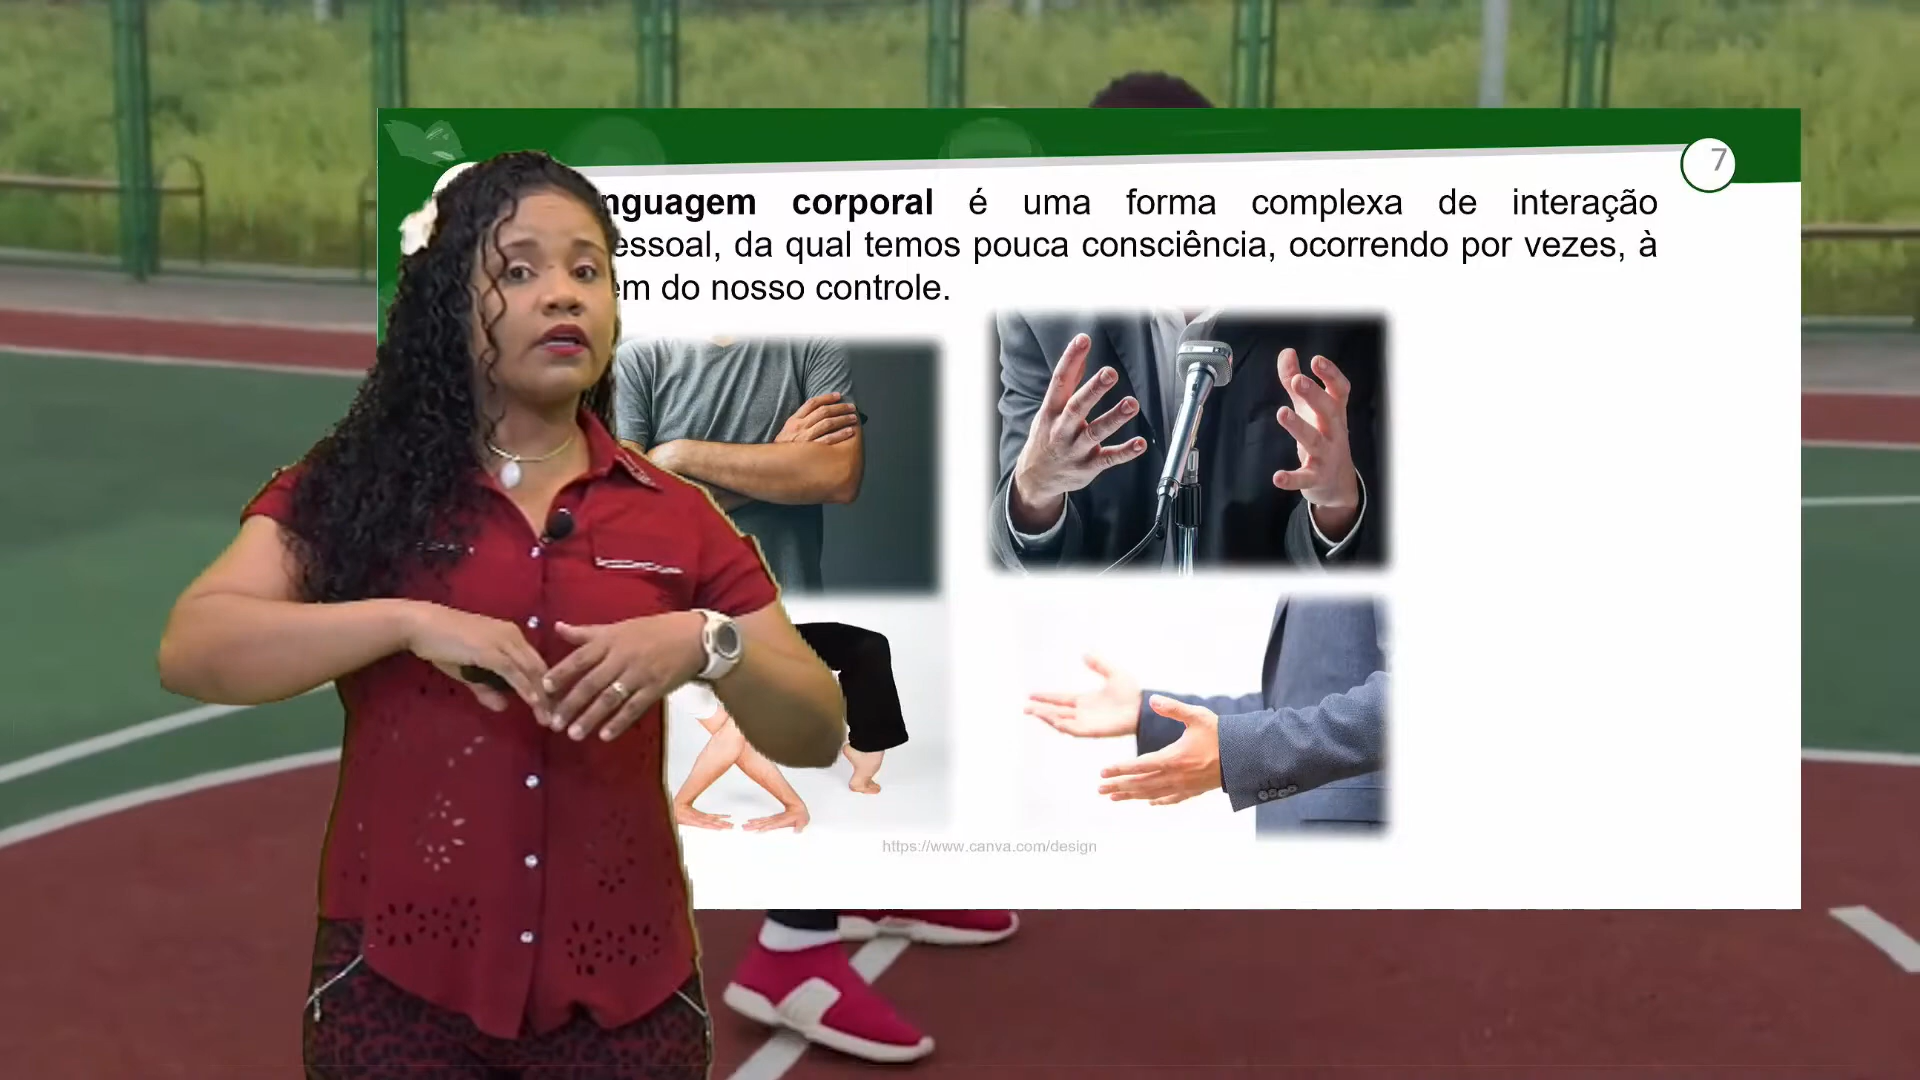 7
nguagem corporal é uma forma complexa de interação
essoal, da qual temos pouca consciência, ocorrendo por vezes, à
em do nosso controle.
https://www.canva.com/design